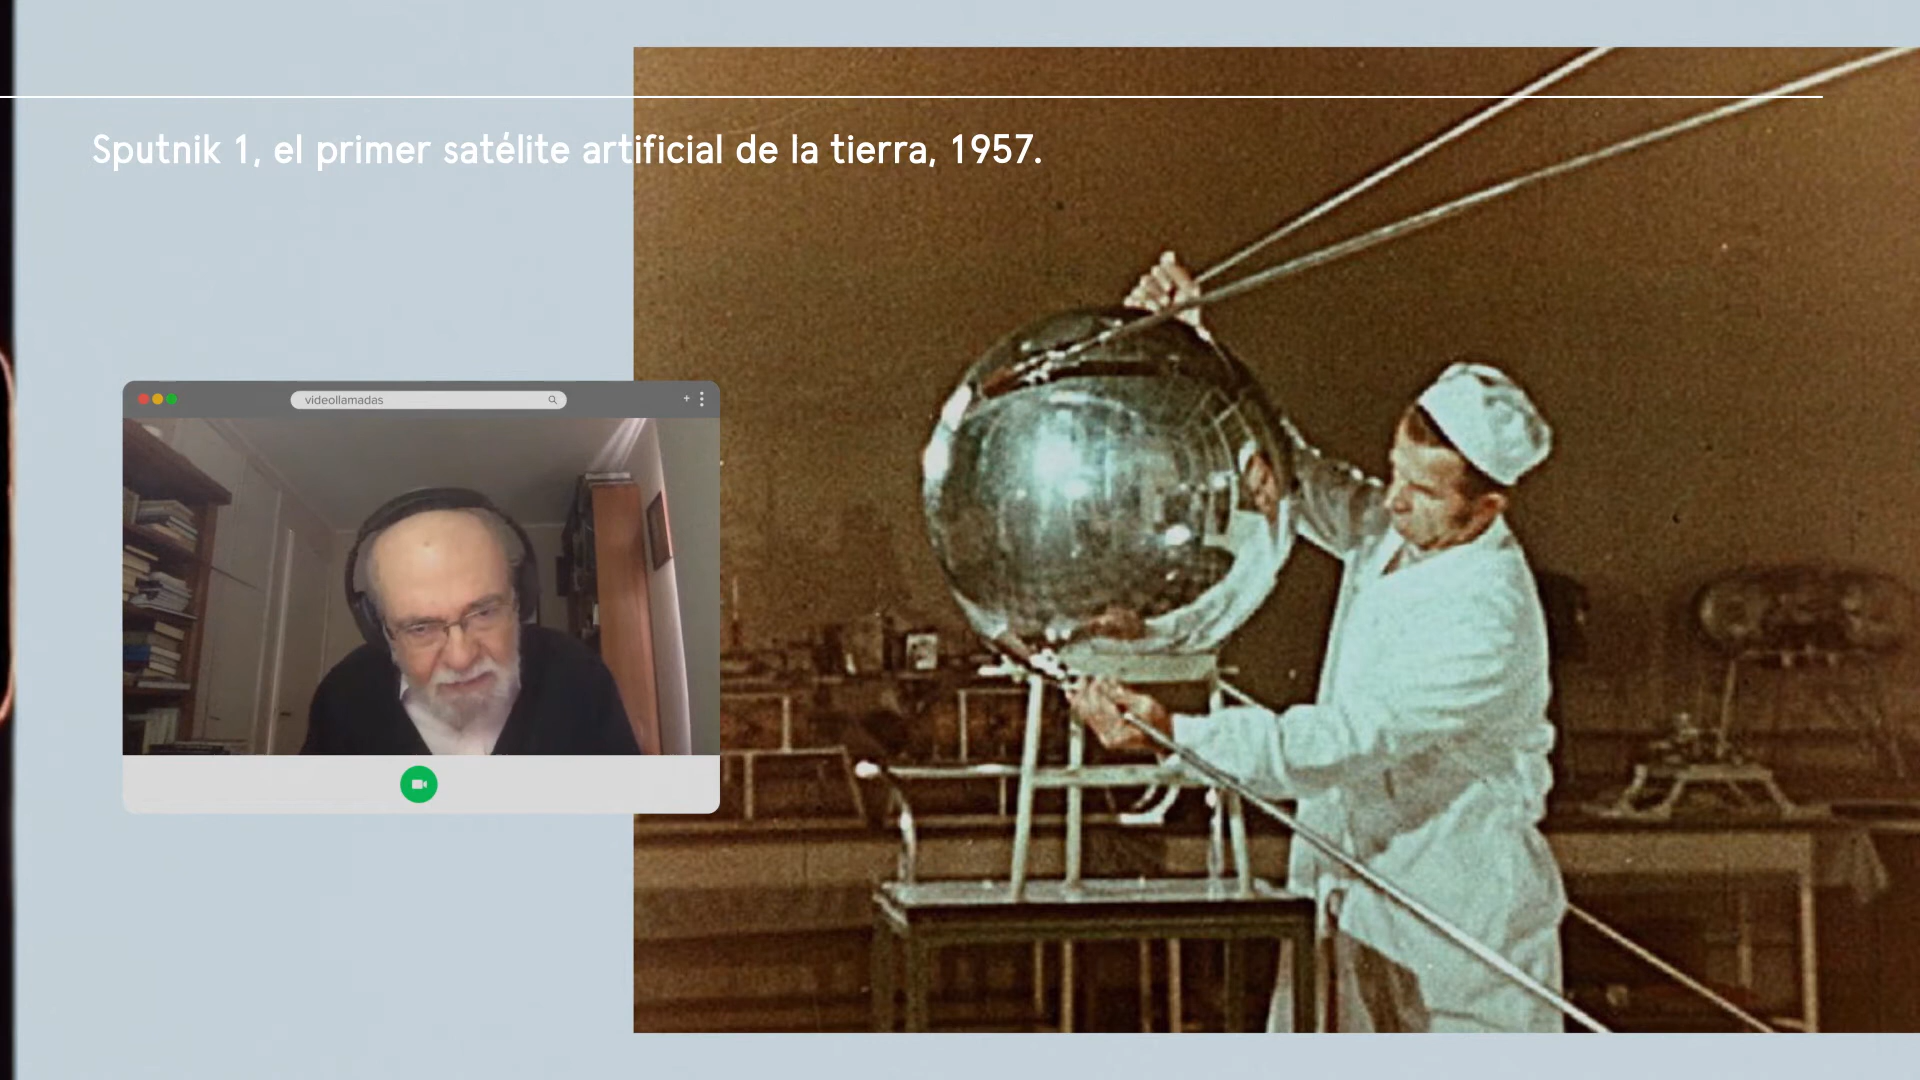 Sputnik 1, el primer satélite artificial de la tierra, 1957.
videollamadas